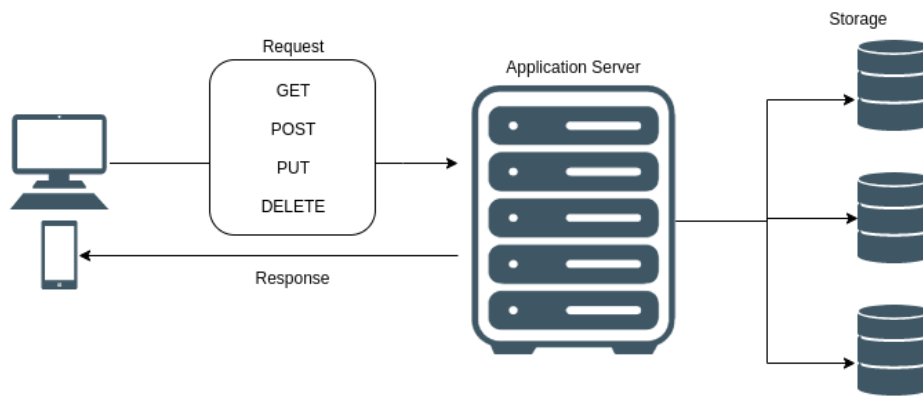 Request
GET
POST
PUT
DELETE
Response
Application Server
Storage